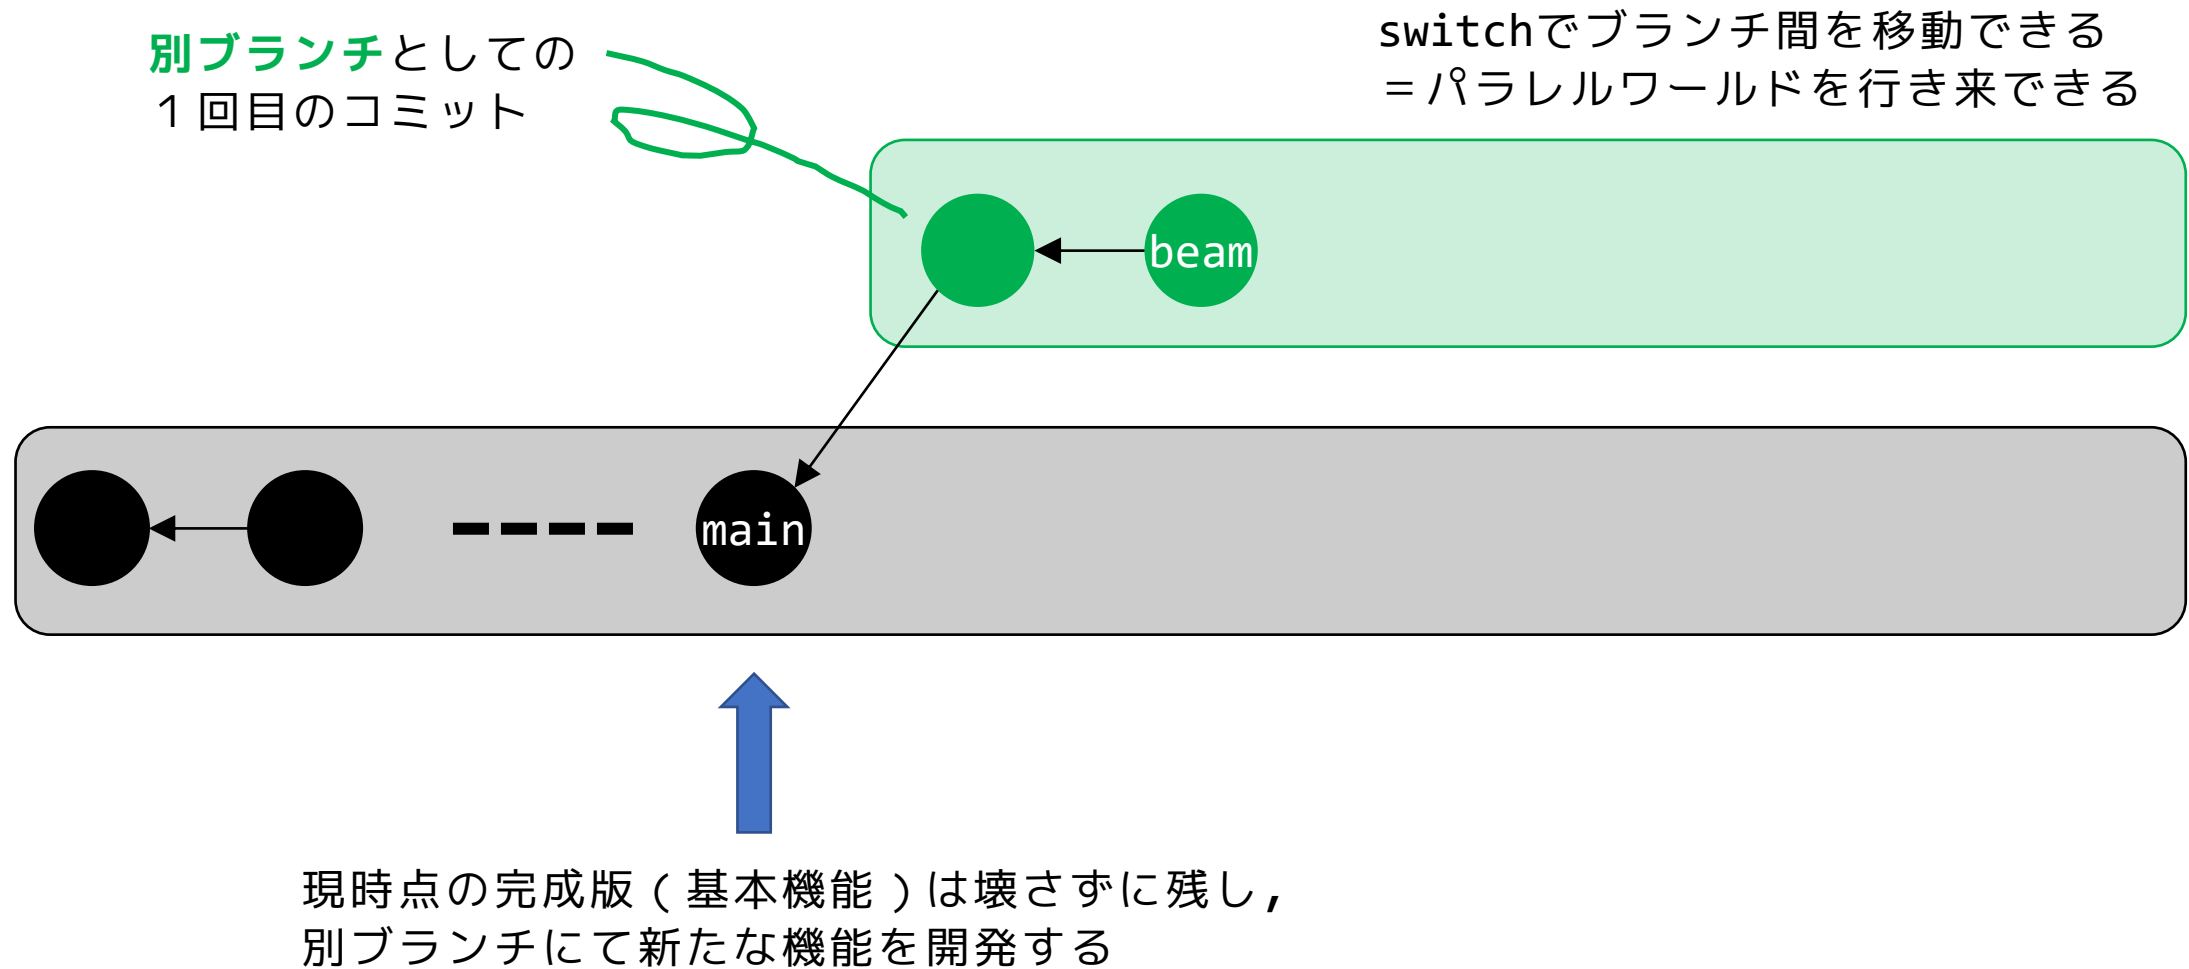 別ブランチとしての
１回目のコミット
switchでブランチ間を移動できる
＝パラレルワールドを行き来できる
beam
main
現時点の完成版（基本機能）は壊さずに残し，
別ブランチにて新たな機能を開発する